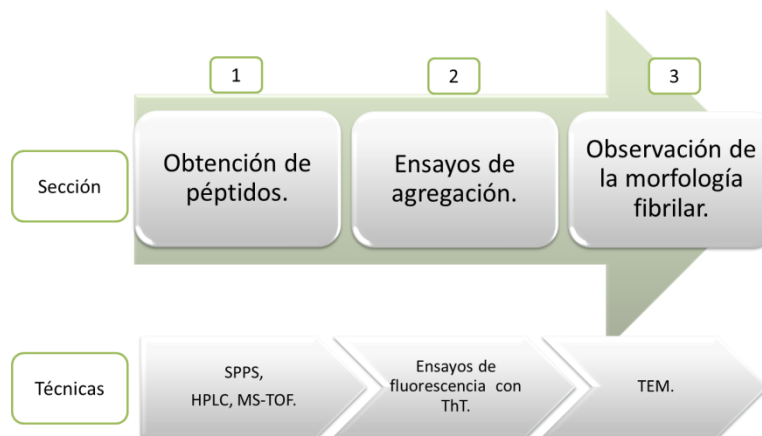 1
2
3
Sección
Obtención de
péptidos.
Ensayos de
agregación.
Observación de
la morfología
fibrilar.
Técnicas
SPPS,
HPLC, MS-TOF.
Ensayos de
fluorescencia con
ThT.
TEM.